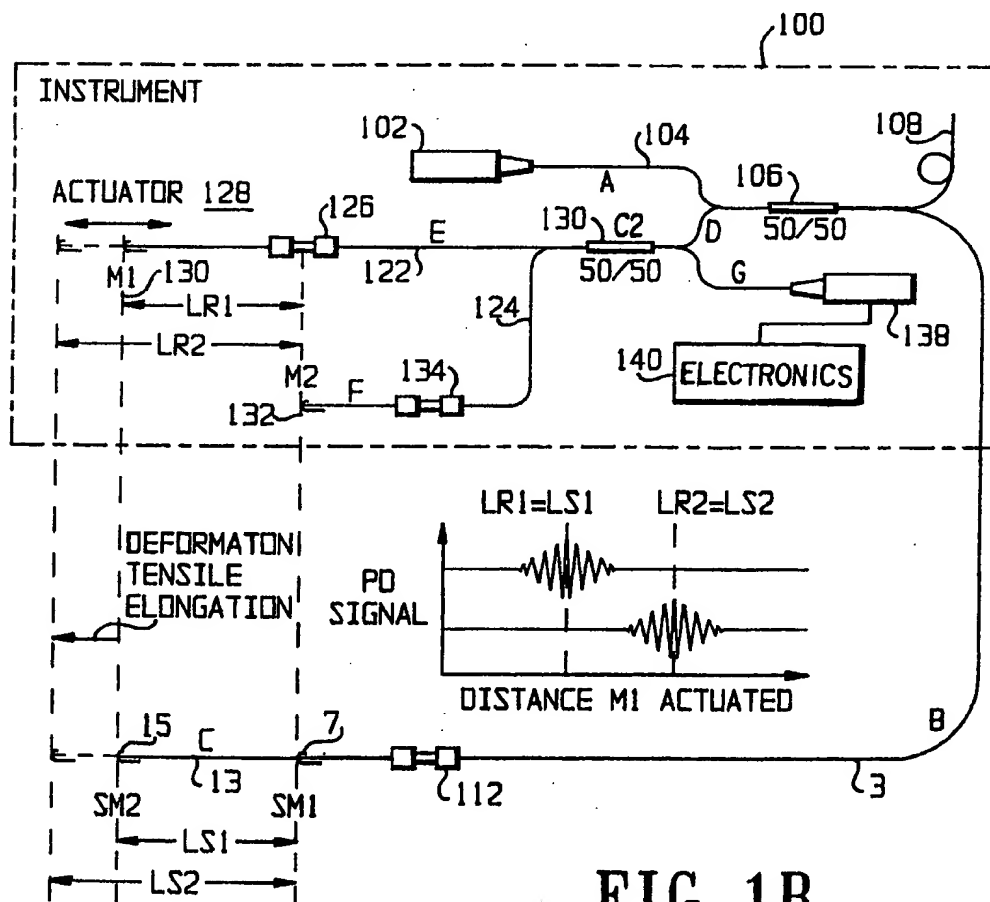 100
INSTRUMENT
102
104
108
A
106
ACTUATOR 128
126
130
C2
D
50/50
E
50/50
M1
130
122
G
LR1
124
138
LR2
M2
134
140
ELECTRONICS
F
132
LR1=LS1 LR2=LS2
DEFORMATON
TENSILE
ELONGATION
PD
SIGNAL
DISTANCE M1 ACTUATED
B
15
C
7
13
112
3
SM2
SM1
LS1
LS2
FIG. 1B